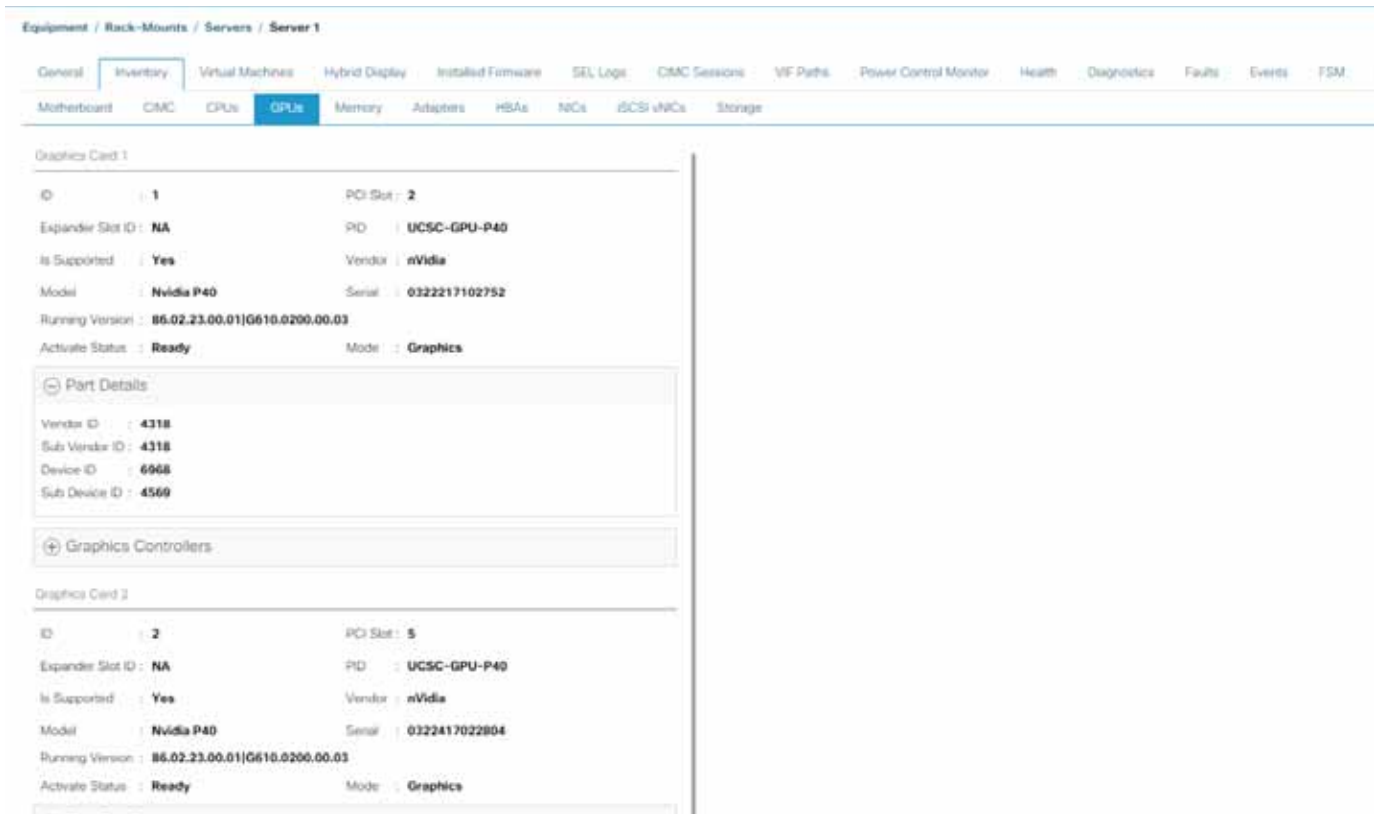 Equipment / Rack-Mounts / Servers / Server 1
General Inventory Virtual Machines Hybrid Display Installed Firmware SEL Logs CIMC Sessions VIF Paths Power Control Monitor Health Diagnostics Faults Events FSM
Motherboard CIMC CPUs GPUs Memory Adapters HBAs NICs iSCSI vNICs Storage
Graphics Card 1
ID : 1 PCI Slot : 2
Expander Slot ID : NA PID : UCSC-GPU-P40
Is Supported : Yes Vendor : nVidia
Model : Nvidia P40 Serial : 0322217102752
Running Version : 86.02.23.00.01|G610.0200.00.03
Activate Status : Ready Mode : Graphics
Part Details
Vendor ID : 4318
Sub Vendor ID : 4318
Device ID : 6968
Sub Device ID : 4569
Graphics Controllers
Graphics Card 2
ID : 2 PCI Slot : 5
Expander Slot ID : NA PID : UCSC-GPU-P40
Is Supported : Yes Vendor : nVidia
Model : Nvidia P40 Serial : 0322417022804
Running Version : 86.02.23.00.01|G610.0200.00.03
Activate Status : Ready Mode : Graphics